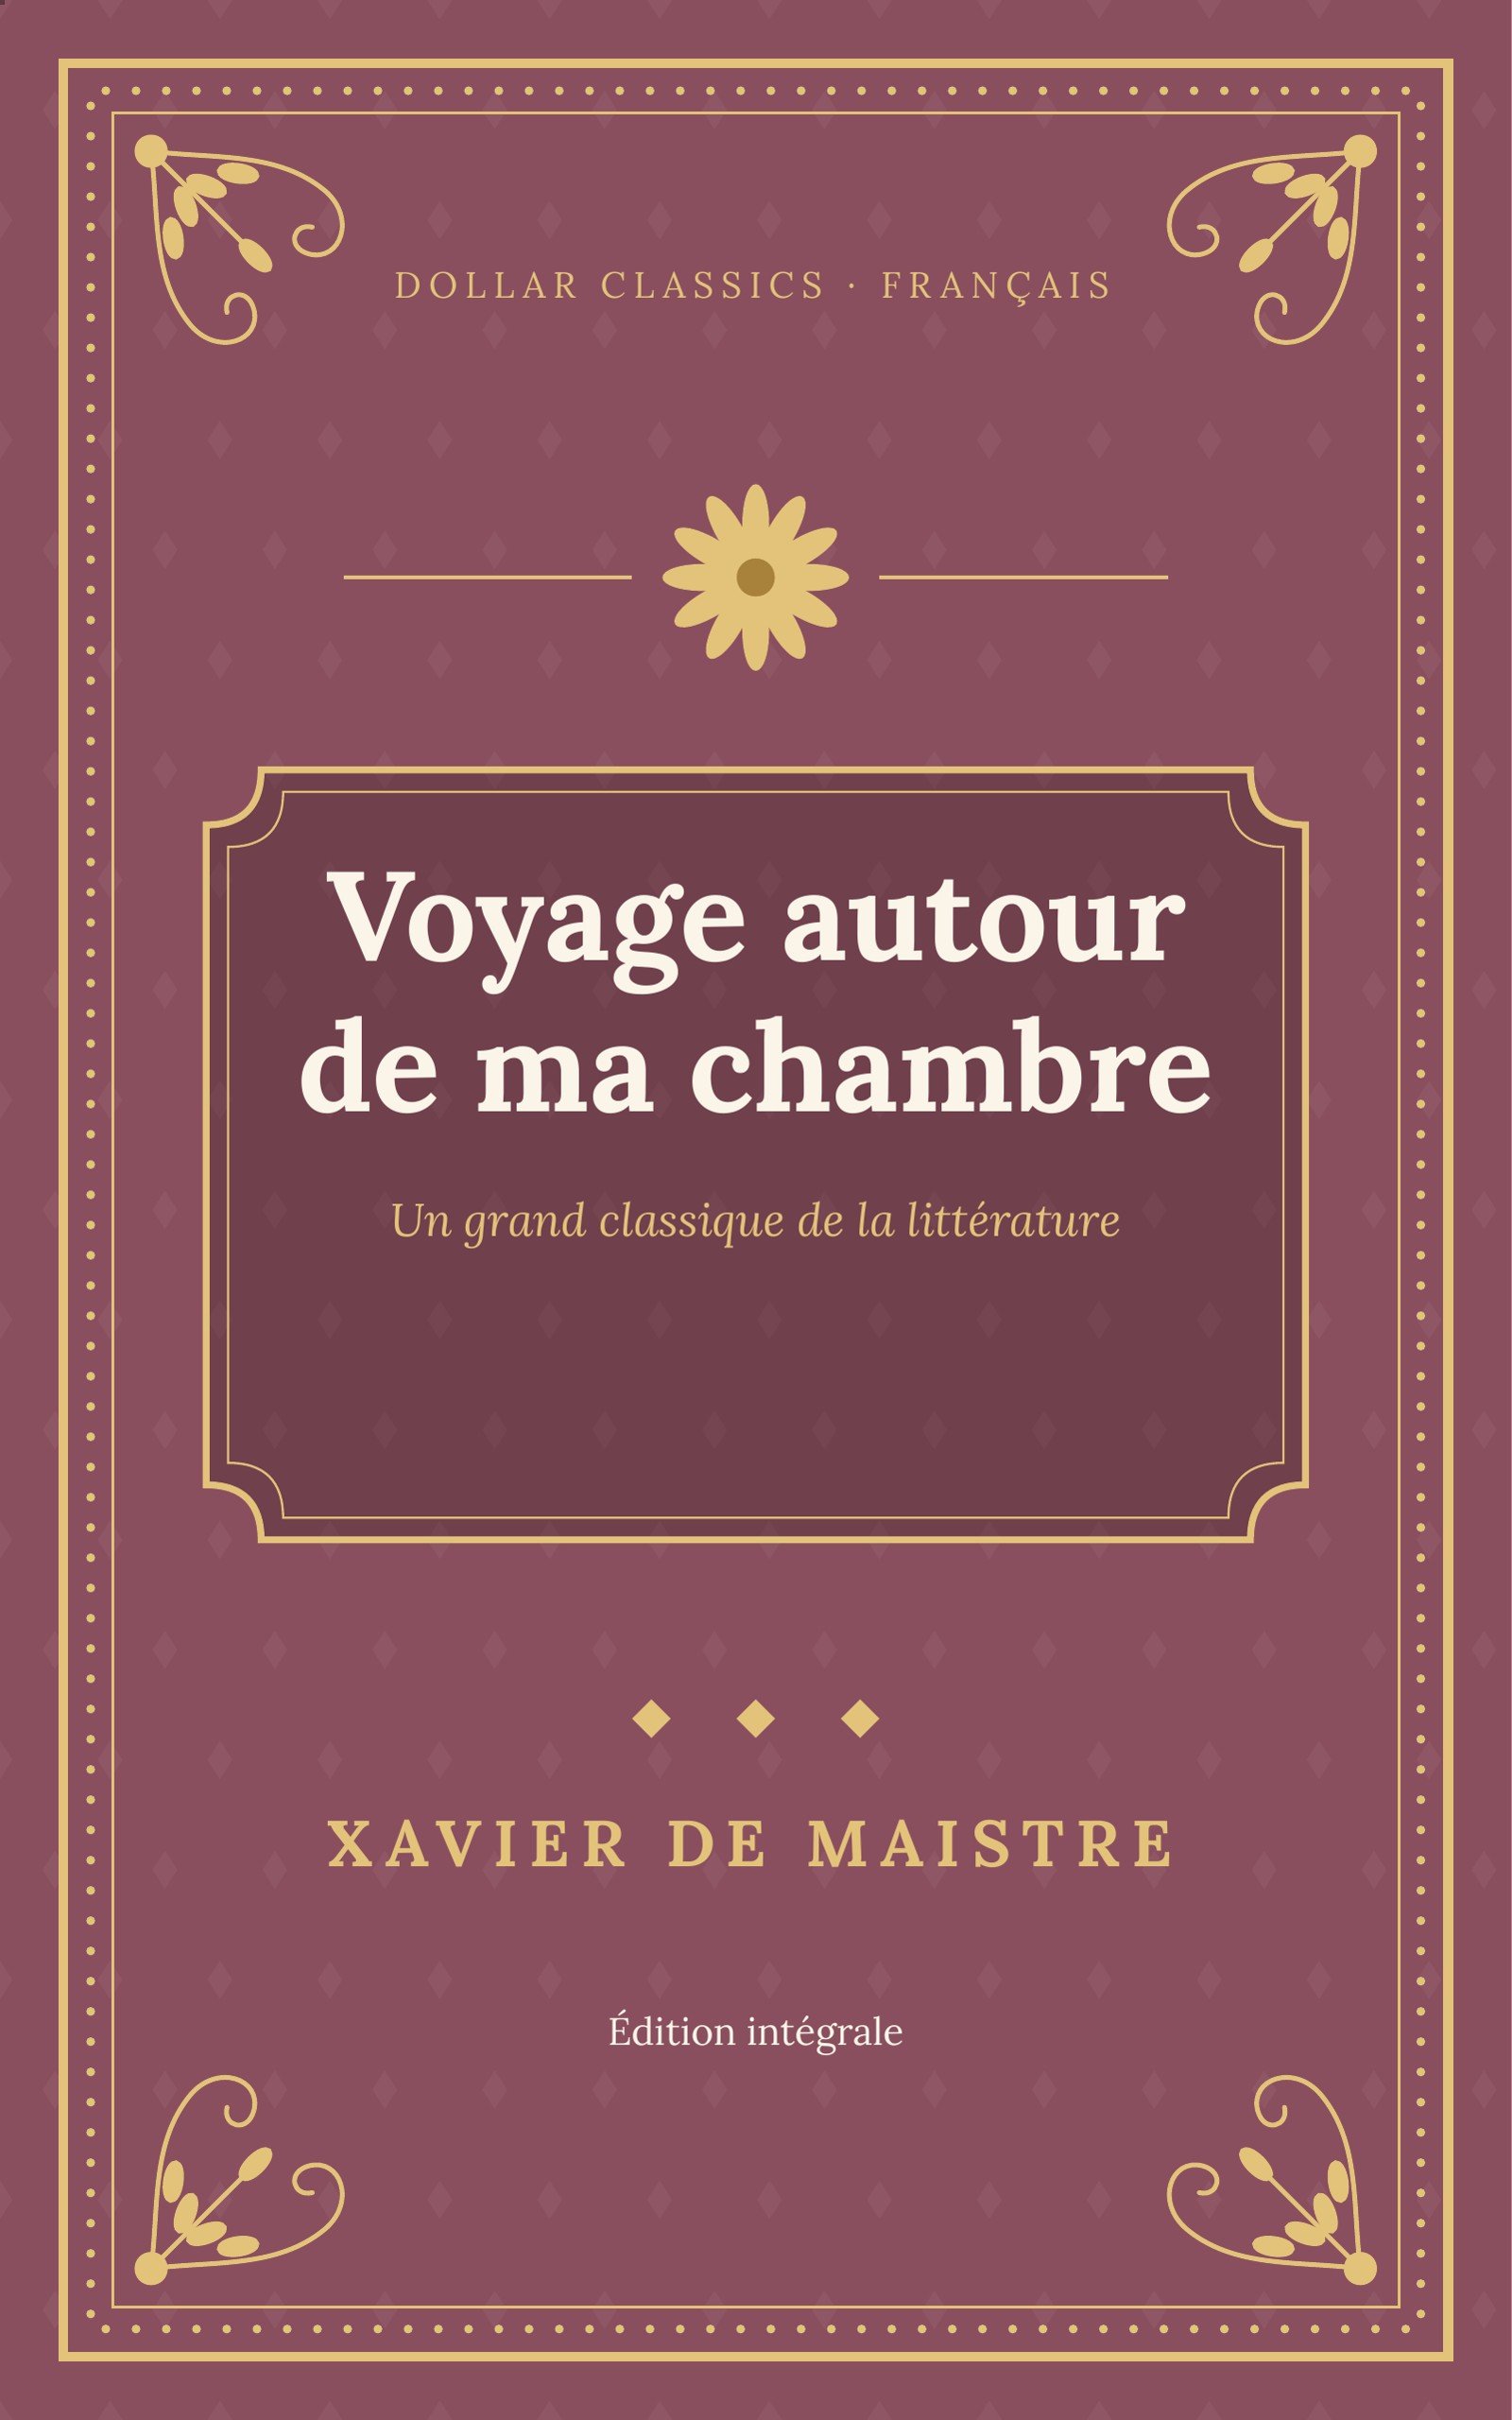 DOLLAR CLASSICS · FRANÇAIS
Voyage autour
de ma chambre
Un grand classique de la littérature
XAVIER DE MAISTRE
Édition intégrale